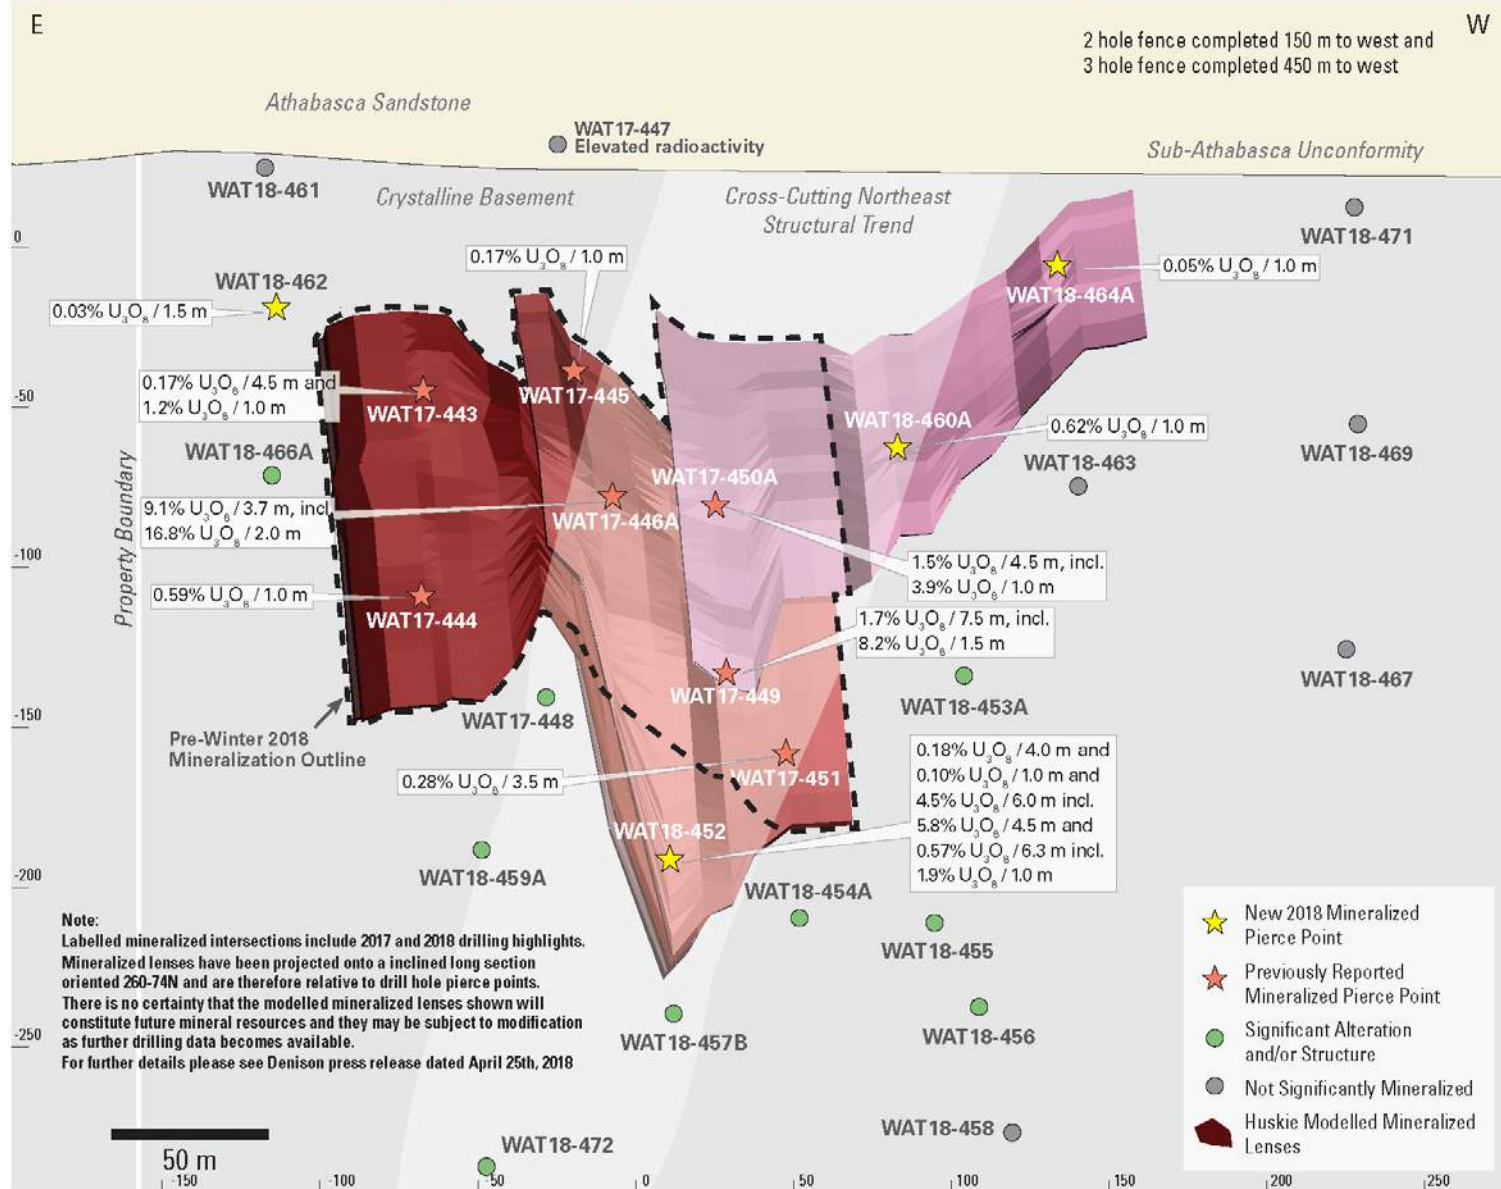 E
W
2 hole fence completed 150 m to west and
3 hole fence completed 450 m to west
Athabasca Sandstone
WAT17-447
Elevated radioactivity
Sub-Athabasca Unconformity
WAT18-461
Crystalline Basement
Cross-Cutting Northeast
Structural Trend
WAT18-471
0
0.17% U₃O₈ / 1.0 m
WAT18-462
0.05% U₃O₈ / 1.0 m
WAT18-464A
0.03% U₃O₈ / 1.5 m
0.17% U₃O₈ / 4.5 m and
1.2% U₃O₈ / 1.0 m
WAT17-443
WAT17-445
-50
WAT18-460A
0.62% U₃O₈ / 1.0 m
WAT18-466A
WAT18-463
WAT18-469
Property Boundary
WAT17-450A
9.1% U₃O₈ / 3.7 m, incl.
16.8% U₃O₈ / 2.0 m
WAT17-446A
-100
1.5% U₃O₈ / 4.5 m, incl.
3.9% U₃O₈ / 1.0 m
0.59% U₃O₈ / 1.0 m
WAT17-444
1.7% U₃O₈ / 7.5 m, incl.
8.2% U₃O₈ / 1.5 m
WAT18-467
WAT17-449
WAT18-453A
-150
WAT17-448
Pre-Winter 2018
Mineralization Outline
0.28% U₃O₈ / 3.5 m
WAT17-451
0.18% U₃O₈ / 4.0 m and
0.10% U₃O₈ / 1.0 m and
4.5% U₃O₈ / 6.0 m incl.
5.8% U₃O₈ / 4.5 m and
0.57% U₃O₈ / 6.3 m incl.
1.9% U₃O₈ / 1.0 m
WAT18-452
WAT18-459A
-200
WAT18-454A
WAT18-455
Note:
Labelled mineralized intersections include 2017 and 2018 drilling highlights.
Mineralized lenses have been projected onto a inclined long section
oriented 260-74N and are therefore relative to drill hole pierce points.
There is no certainty that the modelled mineralized lenses shown will
constitute future mineral resources and they may be subject to modification
as further drilling data becomes available.
For further details please see Denison press release dated April 25th, 2018
-250
WAT18-457B
WAT18-456
WAT18-458
WAT18-472
New 2018 Mineralized
Pierce Point
Previously Reported
Mineralized Pierce Point
Significant Alteration
and/or Structure
Not Significantly Mineralized
Huskie Modelled Mineralized
Lenses
50 m
-150
-100
-50
0
50
100
150
200
250